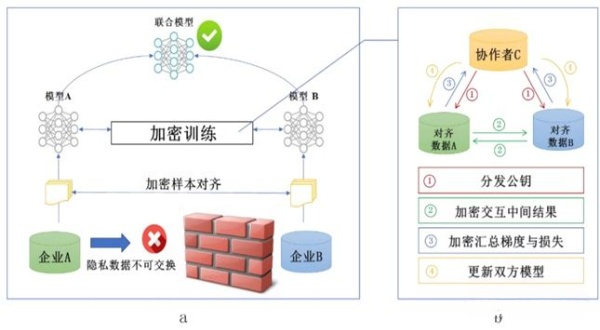 联合模型
模型A
模型 B
加密训练
加密样本对齐
企业A
隐私数据不可交换
企业B
a
协作者C
④
③
①
①
③
④
对齐
数据A
②
②
对齐
数据B
① 分发公钥
② 加密交互中间结果
③ 加密汇总梯度与损失
④ 更新双方模型